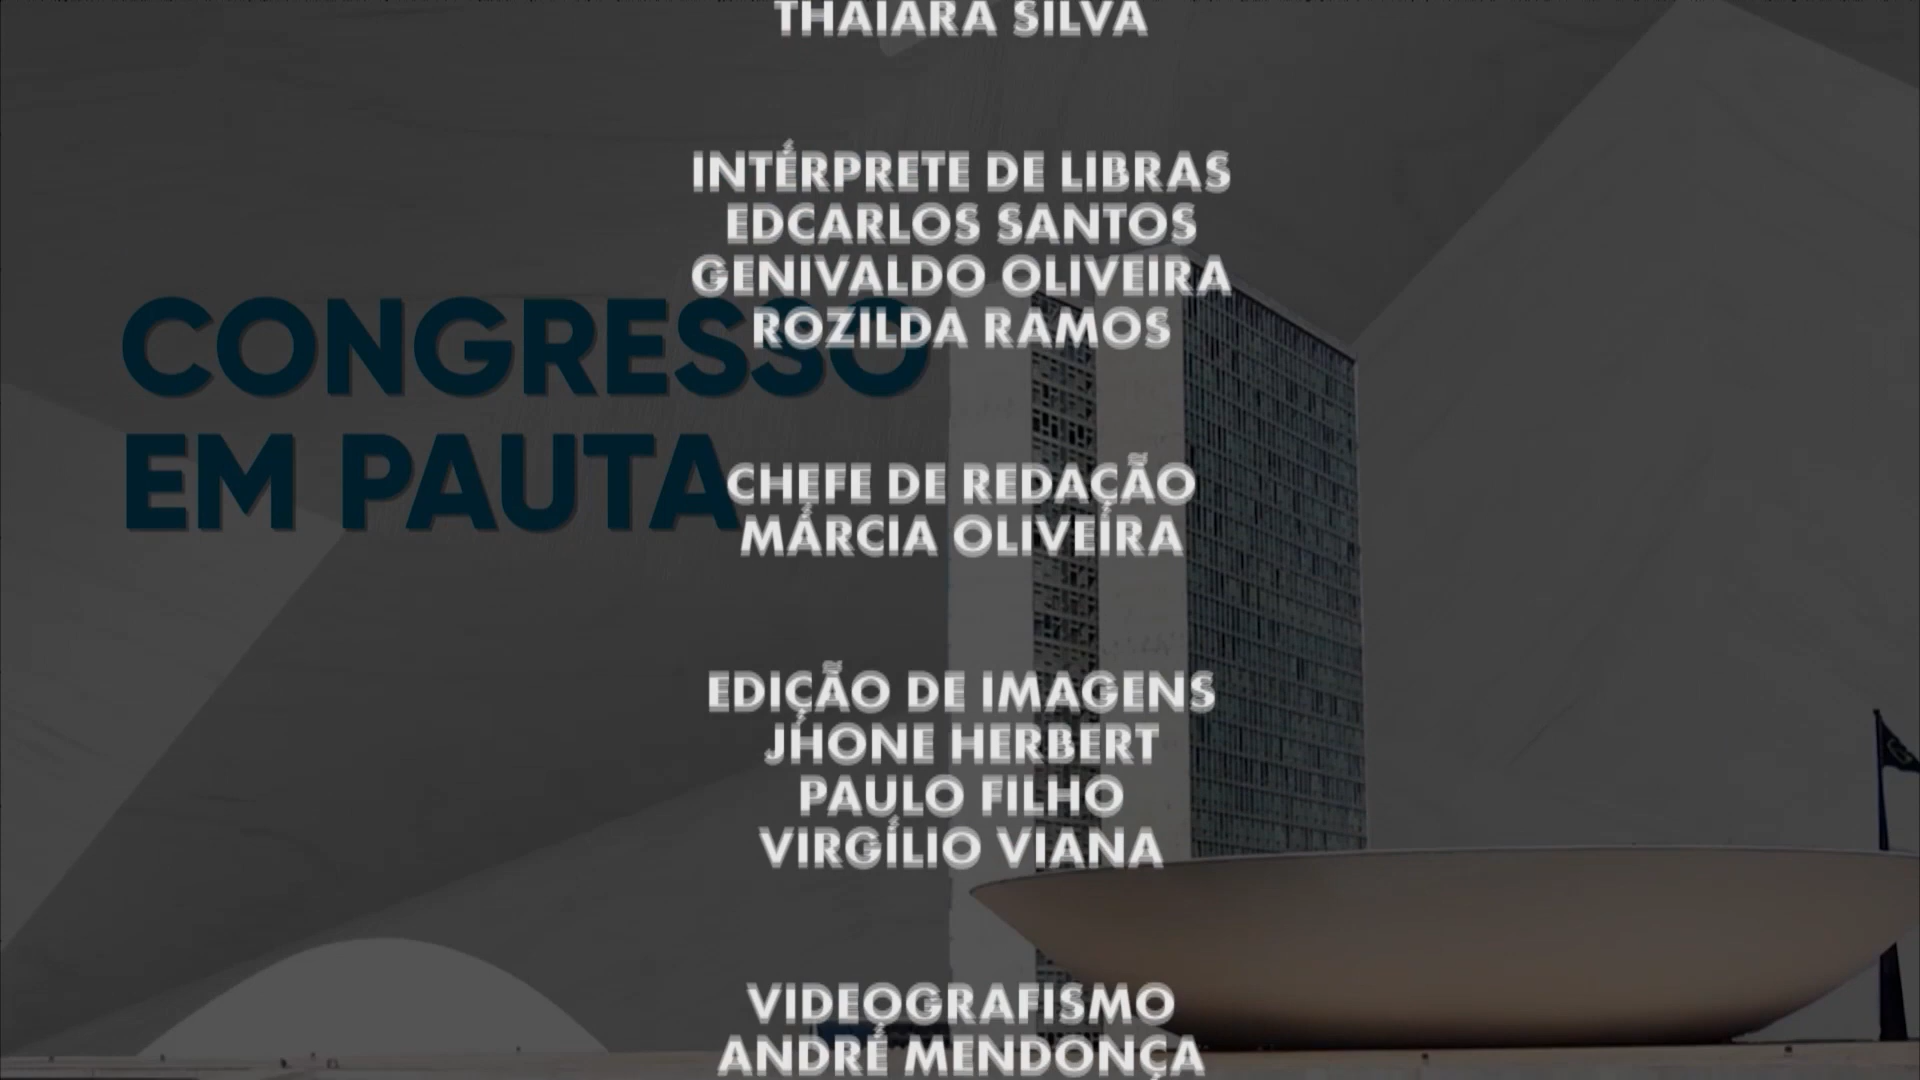 THAIARA SILVA
INTÉRPRETE DE LIBRAS
EDCARLOS SANTOS
GENIVALDO OLIVEIRA
ROZILDA RAMOS
CONGRESSO
EM PAUTA
CHEFE DE REDAÇÃO
MÁRCIA OLIVEIRA
EDIÇÃO DE IMAGENS
JHONE HERBERT
PAULO FILHO
VIRGÍLIO VIANA
VIDEOGRAFISMO
ANDRÉ MENDONÇA